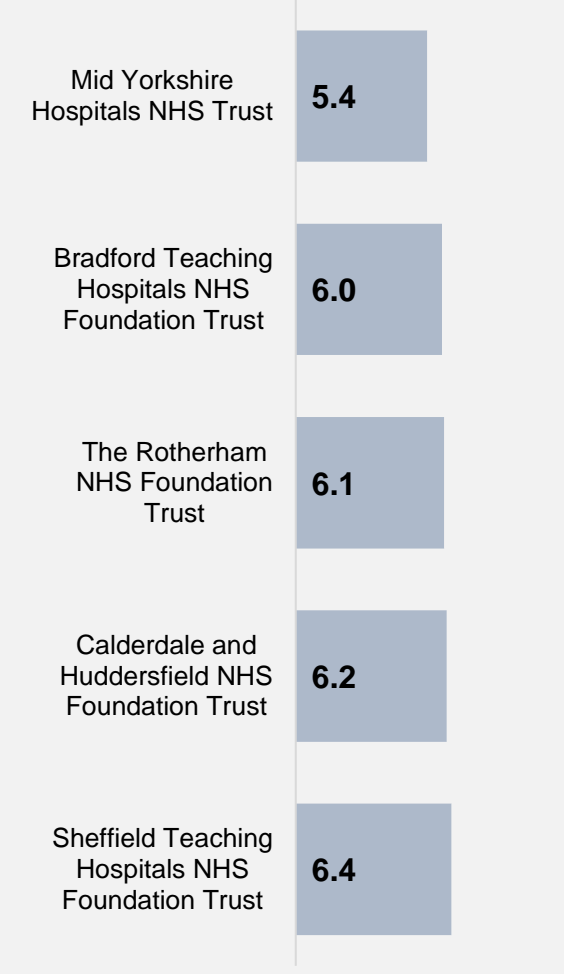 Mid Yorkshire
Hospitals NHS Trust
5.4
Bradford Teaching
Hospitals NHS
Foundation Trust
6.0
The Rotherham
NHS Foundation
Trust
6.1
Calderdale and
Huddersfield NHS
Foundation Trust
6.2
Sheffield Teaching
Hospitals NHS
Foundation Trust
6.4